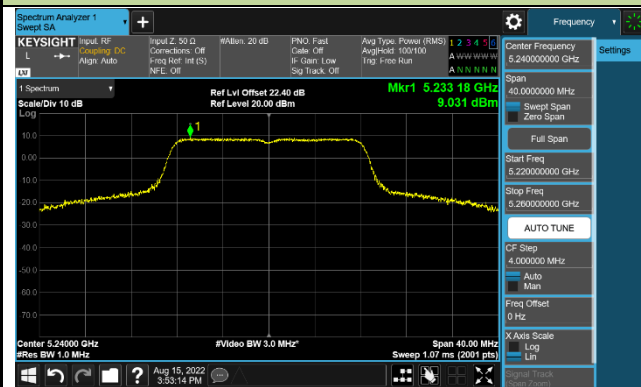 Spectrum Analyzer 1
Swept SA
Frequency
KEYSIGHT
L
Input: RF
Coupling: DC
Align: Auto
Input Z: 50 Ω
Corrections: Off
Freq Ref: Int (S)
NFE: Off
#Atten: 20 dB
PNO: Fast
Gate: Off
IF Gain: Low
Sig Track: Off
Avg Type: Power (RMS)
Avg|Hold: 100/100
Trig: Free Run
1 2 3 4 5 6
A W W W W W
A N N N N N
1 Spectrum
Scale/Div 10 dB
Log
Ref Lvl Offset 22.40 dB
Ref Level 20.00 dBm
Mkr1 5.233 18 GHz
9.031 dBm
1
10.0
0.00
10.0
20.0
30.0
40.0
-50.0
-60.0
70.0
Center 5.24000 GHz
#Res BW 1.0 MHz
#Video BW 3.0 MHz*
Span 40.00 MHz
Sweep 1.07 ms (2001 pts)
Center Frequency
5.240000000 GHz
Settings
Span
40.0000000 MHz
Swept Span
Zero Span
Full Span
Start Freq
5.220000000 GHz
Stop Freq
5.260000000 GHz
AUTO TUNE
CF Step
4.000000 MHz
Auto
Man
Freq Offset
0 Hz
X Axis Scale
Log
Lin
Signal Track
(Span Zoom)
?
Aug 15, 2022
3:53:14 PM